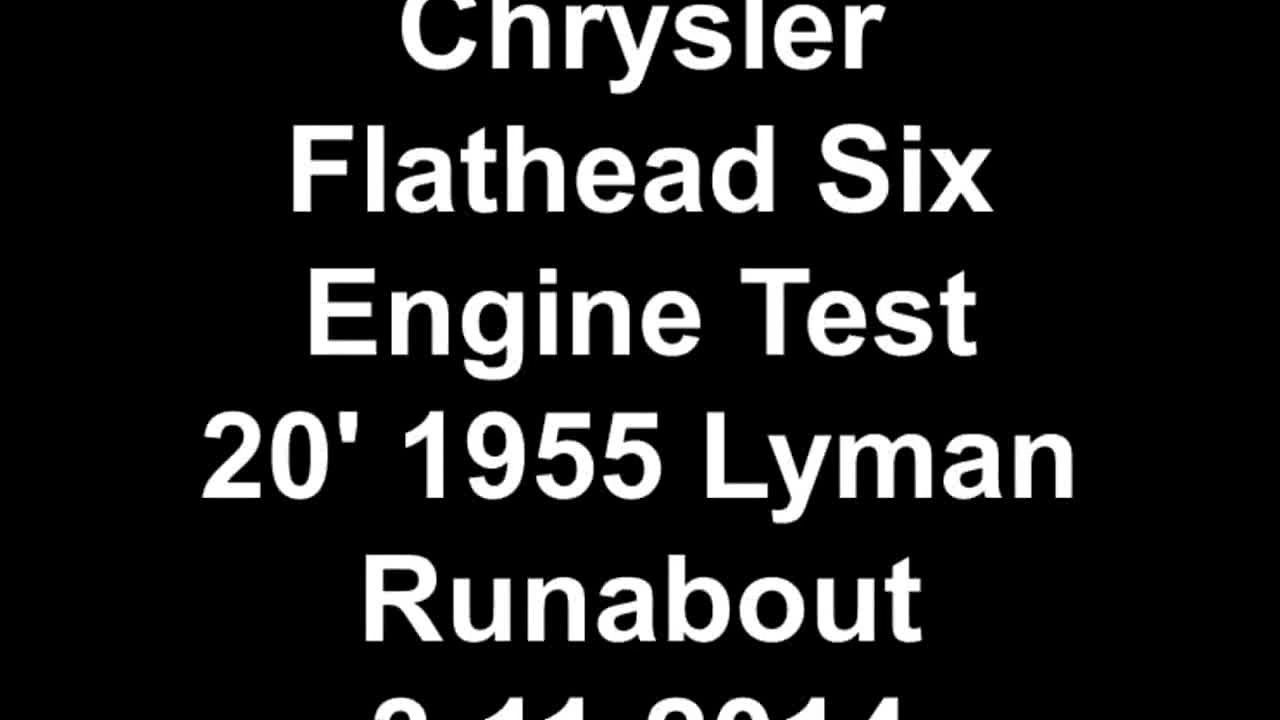 Chrysler
Flathead Six
Engine Test
20' 1955 Lyman
Runabout